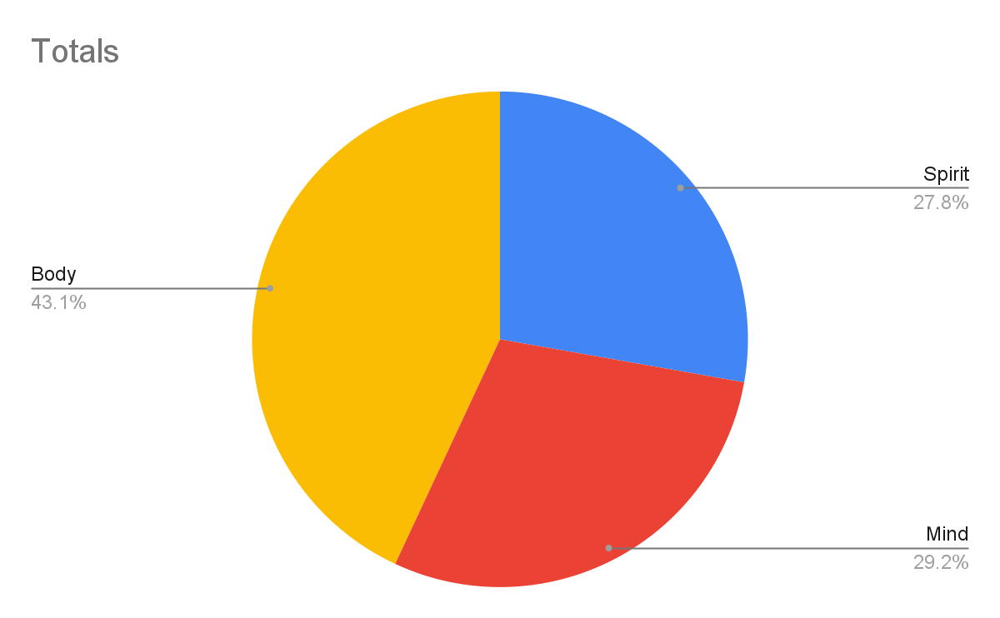 Totals
Spirit
27.8%
Body
43.1%
Mind
29.2%